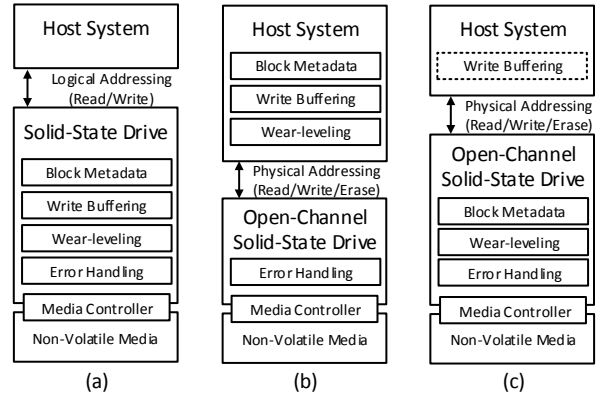 Host System
Logical Addressing
(Read/Write)
Solid-State Drive
Block Metadata
Write Buffering
Wear-leveling
Error Handling
Media Controller
Non-Volatile Media
(a)
Host System
Block Metadata
Write Buffering
Wear-leveling
Physical Addressing
(Read/Write/Erase)
Open-Channel
Solid-State Drive
Error Handling
Media Controller
Non-Volatile Media
(b)
Host System
Write Buffering
Physical Addressing
(Read/Write/Erase)
Open-Channel
Solid-State Drive
Block Metadata
Wear-leveling
Error Handling
Media Controller
Non-Volatile Media
(c)